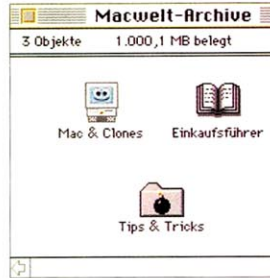 Macwelt-Archive
3 Objekte 1.000,1 MB belegt
Mac & Clones Einkaufsführer
Tips & Tricks